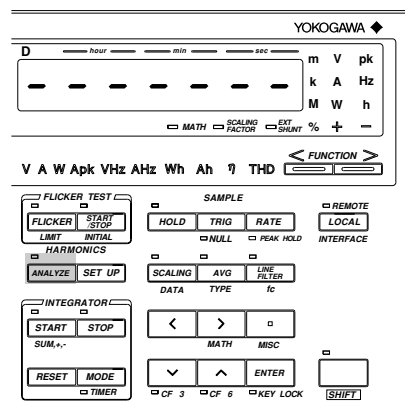 YOKOGAWA
D hour min sec m V pk
k A Hz
M W h
MATH SCALING FACTOR EXT SHUNT % + −
V A W Apk VHz AHz Wh Ah η THD < FUNCTION >
FLICKER TEST SAMPLE
FLICKER START /STOP HOLD TRIG RATE REMOTE LOCAL
LIMIT INITIAL NULL PEAK HOLD INTERFACE
HARMONICS
ANALYZE SET UP SCALING AVG LINE FILTER
DATA TYPE fc
INTEGRATOR
START STOP < > ▫
SUM,+,- MATH MISC
RESET MODE ∨ ∧ ENTER
TIMER CF 3 CF 6 KEY LOCK SHIFT